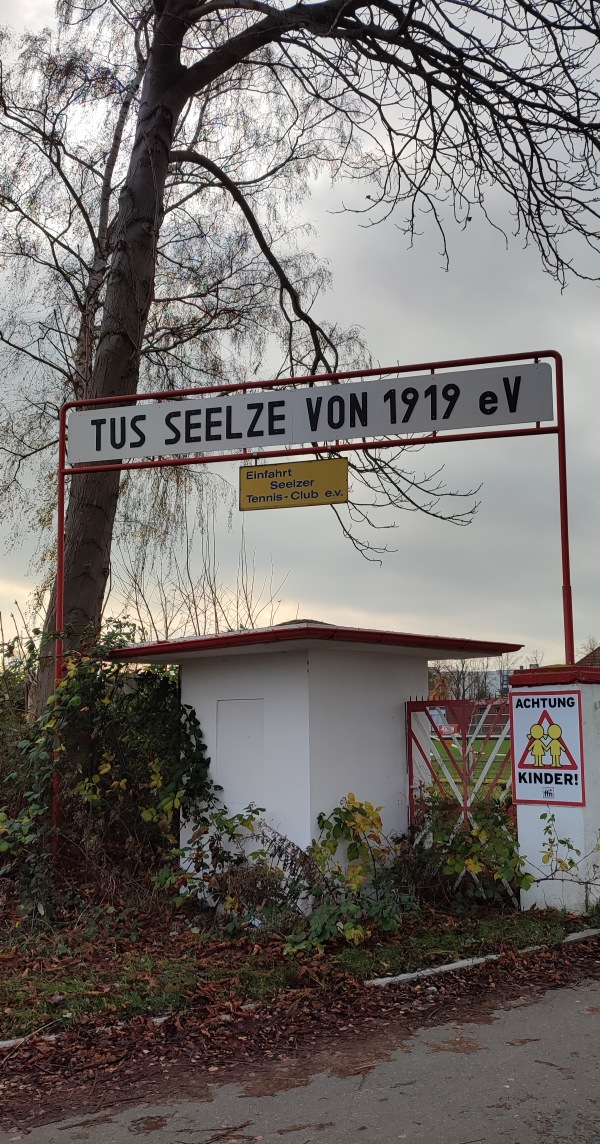 TUS SEELZE VON 1919 eV
Einfahrt
Seelzer
Tennis-Club e.v.
ACHTUNG
KINDER!